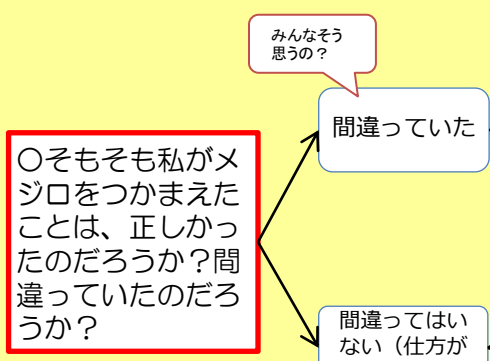 みんなそう
思うの？
間違っていた
〇そもそも私がメ
ジロをつかまえた
ことは、正しかっ
たのだろうか？間
違っていたのだろ
うか？
間違ってはい
ない（仕方が